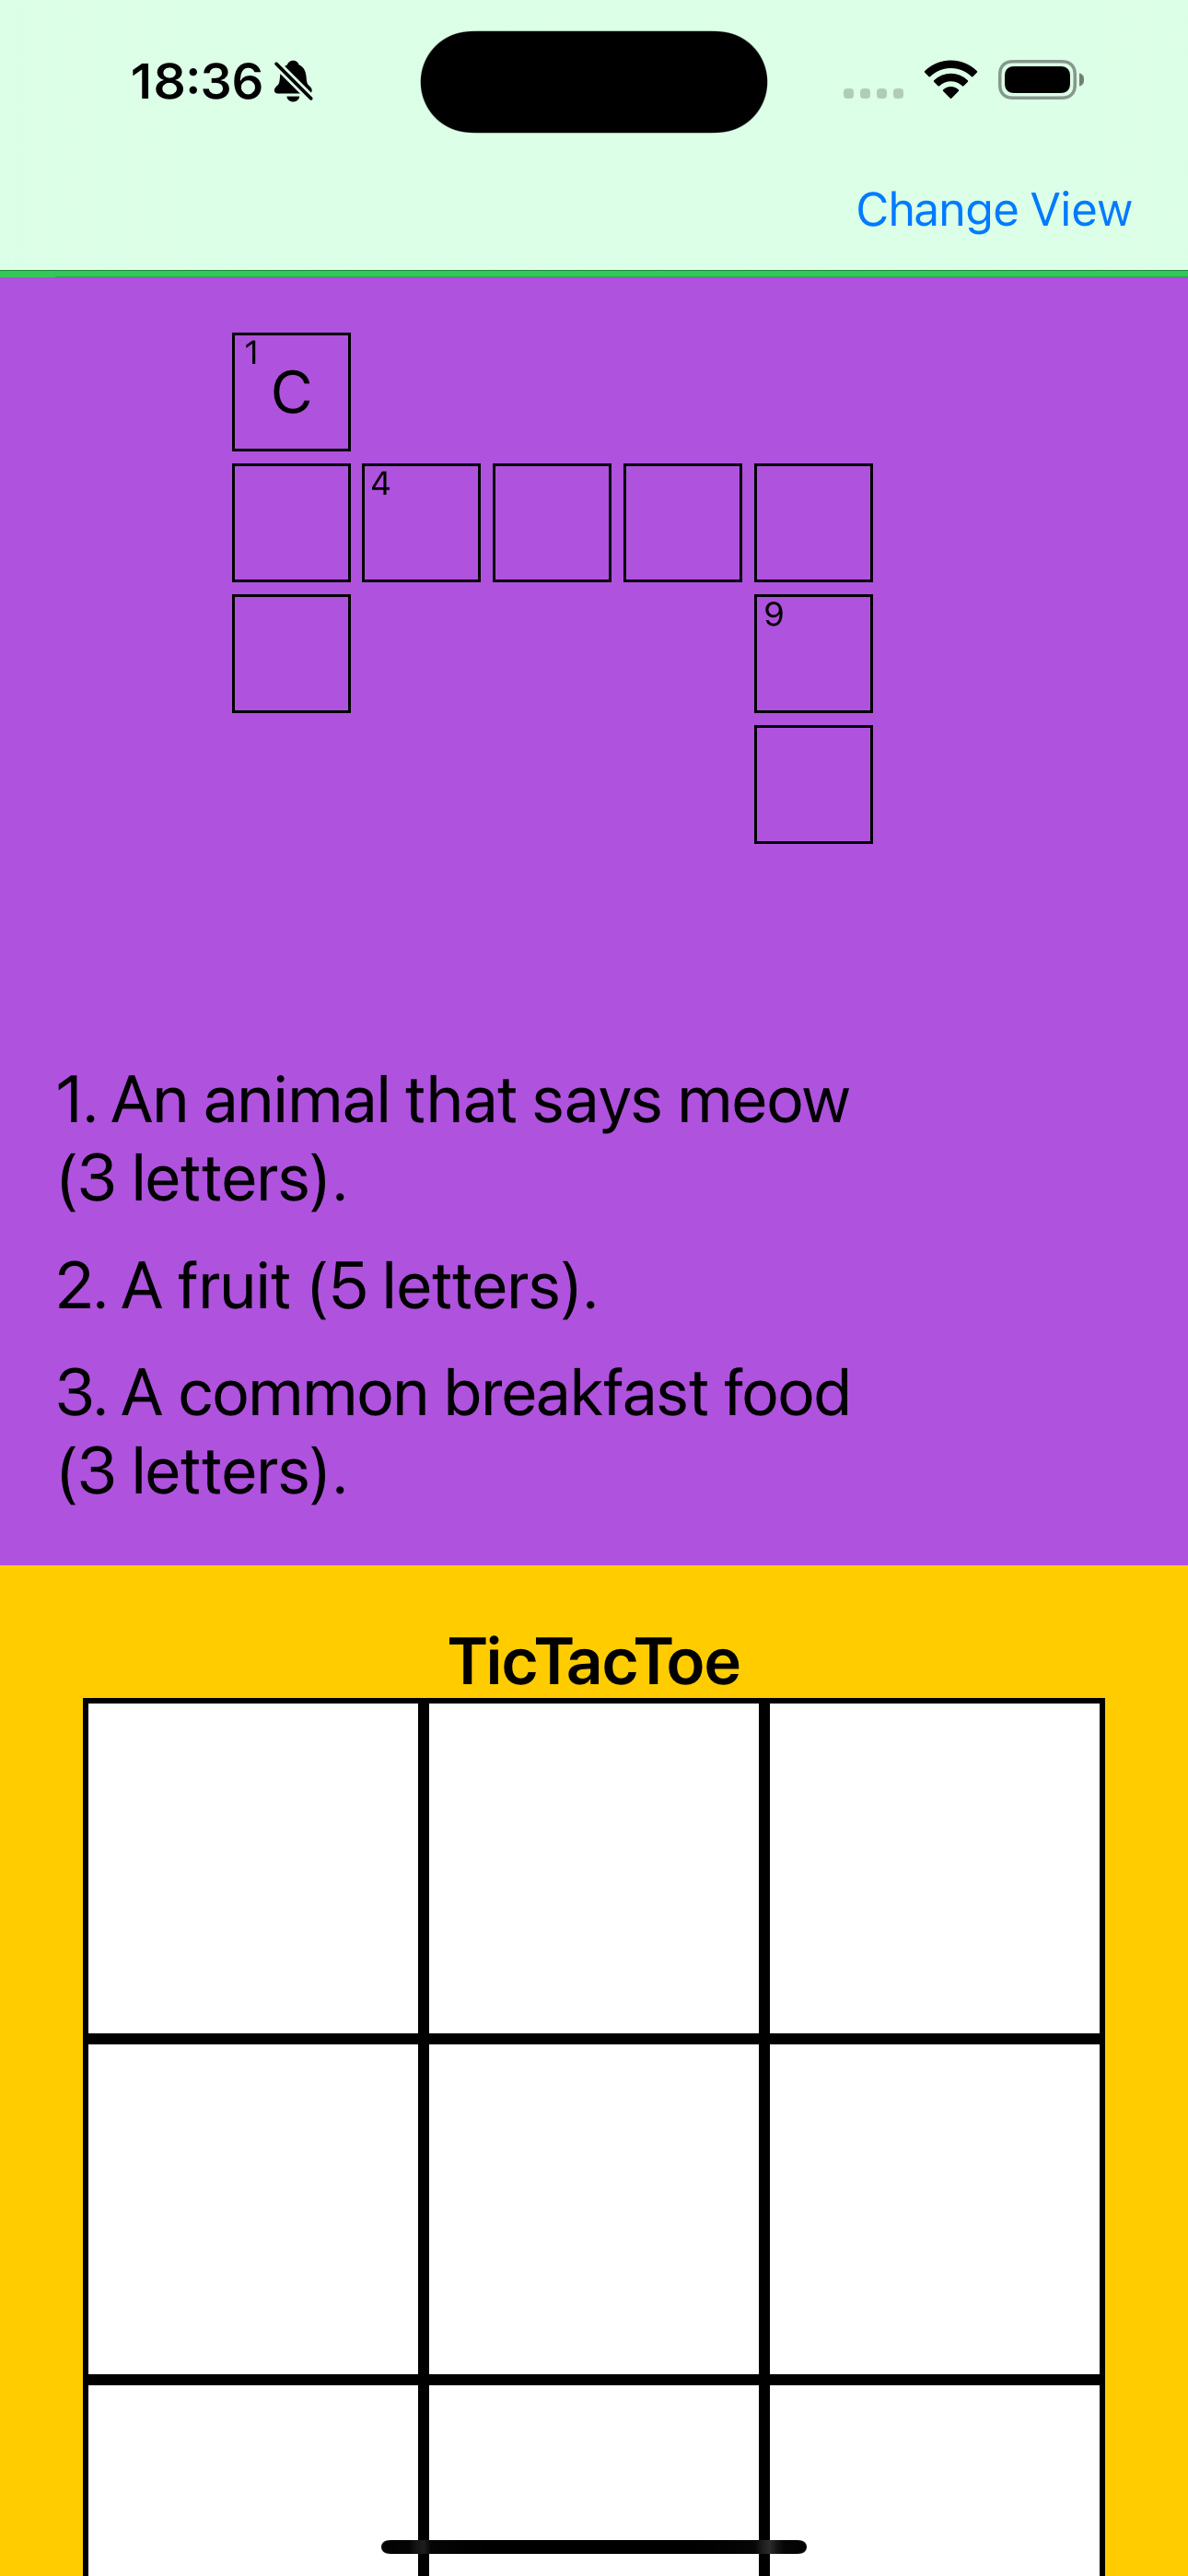 18:36
Change View
1
C
4
9
1. An animal that says meow
(3 letters).
2. A fruit (5 letters).
3. A common breakfast food
(3 letters).
TicTacToe